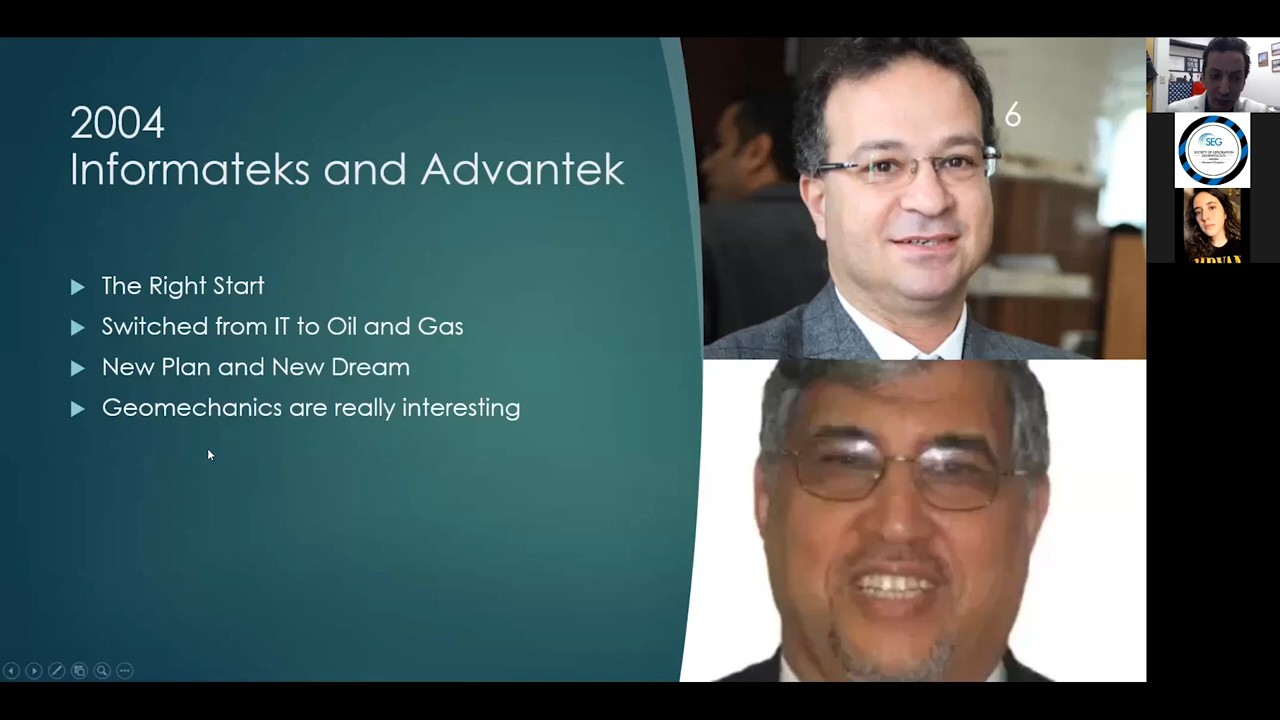 2004
Informateks and Advantek
The Right Start
Switched from IT to Oil and Gas
New Plan and New Dream
Geomechanics are really interesting
6
SEG